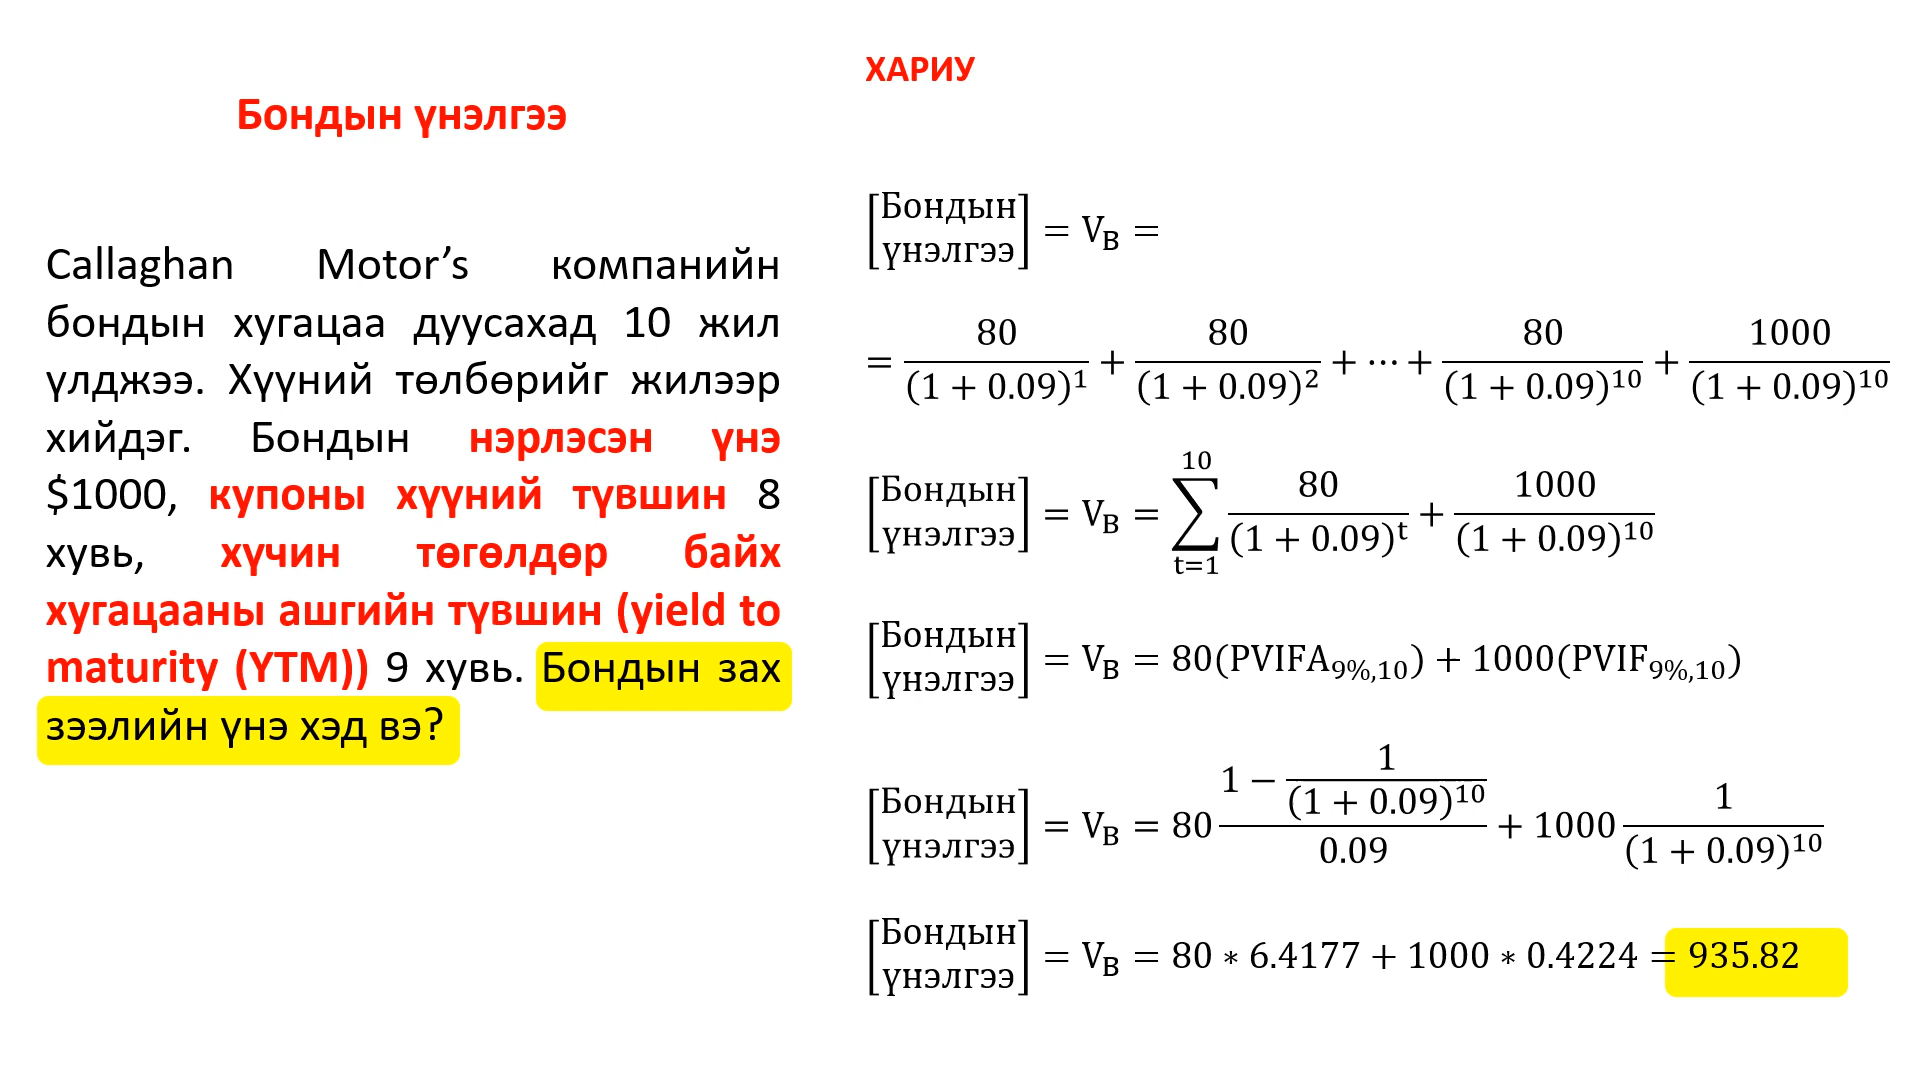 Бондын үнэлгээ
Callaghan Motor’s компанийн
бондын хугацаа дуусахад 10 жил
үлджээ. Хүүний төлбөрийг жилээр
хийдэг. Бондын нэрлэсэн үнэ
$1000, купоны хүүний түвшин 8
хувь, хүчин төгөлдөр байх
хугацааны ашгийн түвшин (yield to
maturity (YTM)) 9 хувь. Бондын зах
зээлийн үнэ хэд вэ?
ХАРИУ
[Бондын үнэлгээ] = V_B =
= 80/(1 + 0.09)^1 + 80/(1 + 0.09)^2 + ⋯ + 80/(1 + 0.09)^10 + 1000/(1 + 0.09)^10
[Бондын үнэлгээ] = V_B = ∑_{t=1}^{10} 80/(1 + 0.09)^t + 1000/(1 + 0.09)^10
[Бондын үнэлгээ] = V_B = 80(PVIFA_{9%,10}) + 1000(PVIF_{9%,10})
[Бондын үнэлгээ] = V_B = 80 (1 − 1/(1 + 0.09)^10)/0.09 + 1000 1/(1 + 0.09)^10
[Бондын үнэлгээ] = V_B = 80 ∗ 6.4177 + 1000 ∗ 0.4224 = 935.82